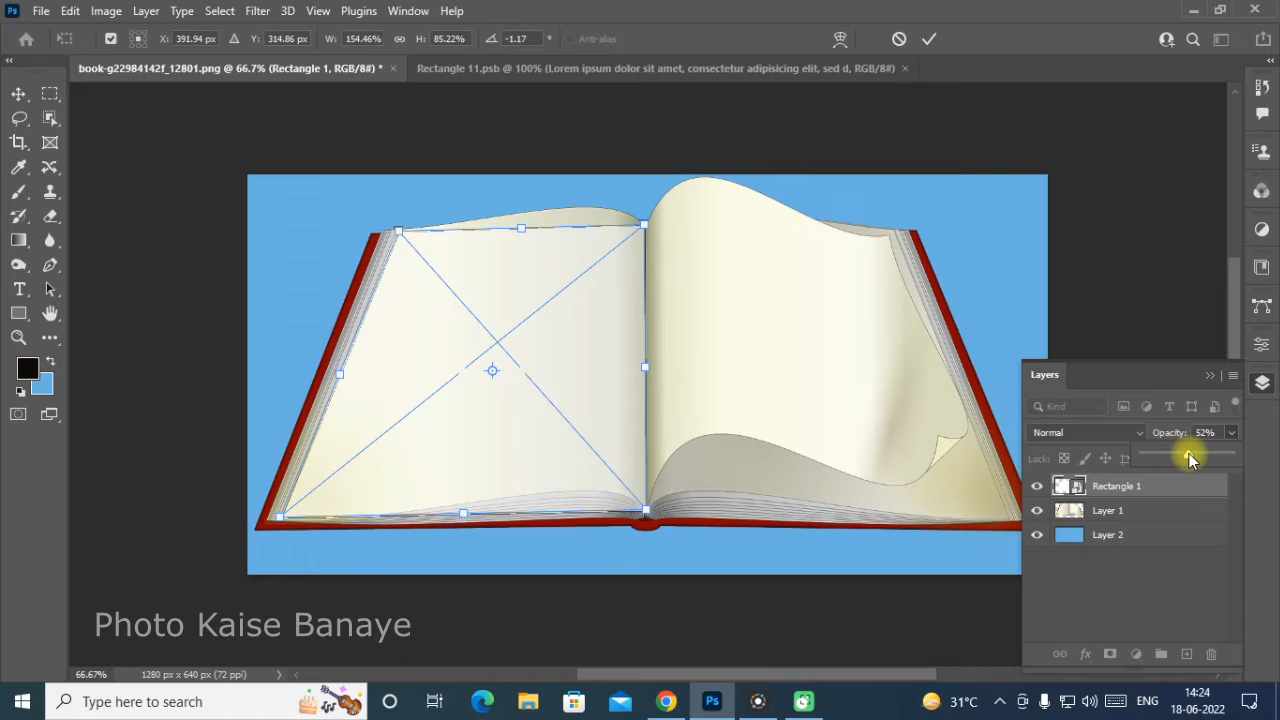 Ps File Edit Image Layer Type Select Filter 3D View Plugins Window Help
X: 391.94 px Y: 314.86 px W: 154.46% H: 85.22% -1.17 ° Anti-alias
book-g22984142f_12801.png @ 66.7% (Rectangle 1, RGB/8#) * × Rectangle 11.psb @ 100% (Lorem ipsum dolor sit amet, consectetur adipisicing elit, sed d, RGB/8#) ×
Layers
Kind
Normal Opacity: 52%
Lock:
Rectangle 1
Layer 1
Layer 2
Photo Kaise Banaye
66.67% 1280 px x 640 px (72 ppi)
Type here to search Ps 31°C ENG 14:24
18-06-2022